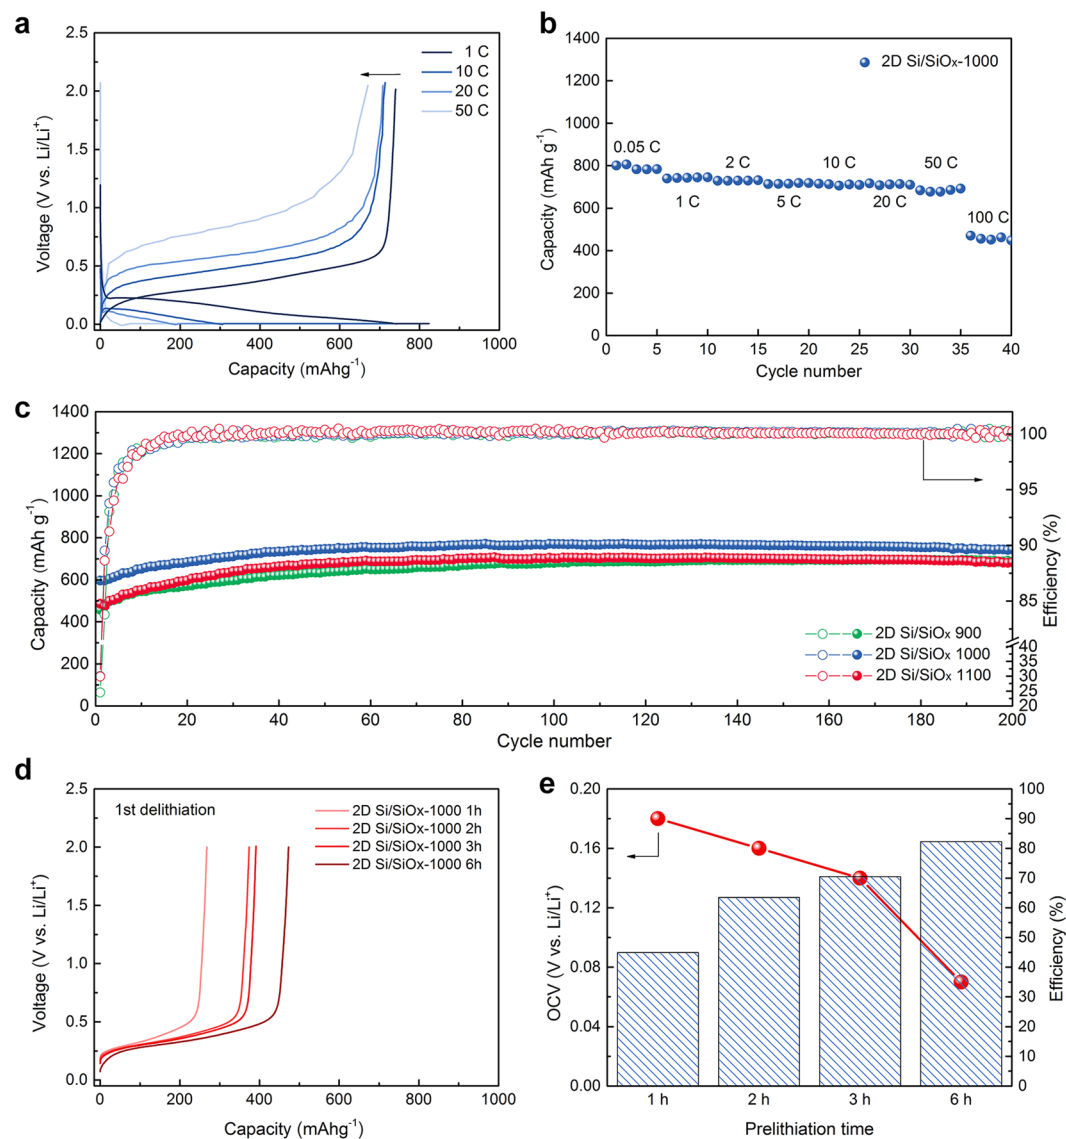 a
2.5
2.0
1.5
1.0
0.5
0.0
Voltage (V vs. Li/Li⁺)
1 C
10 C
20 C
50 C
0
200
400
600
800
1000
Capacity (mAhg⁻¹)
b
1400
1200
1000
800
600
400
200
0
Capacity (mAh g⁻¹)
2D Si/SiOₓ-1000
0.05 C
1 C
2 C
5 C
10 C
20 C
50 C
100 C
0
5
10
15
20
25
30
35
40
Cycle number
c
1400
1200
1000
800
600
400
200
0
Capacity (mAh g⁻¹)
100
95
90
85
40
35
30
25
20
Efficiency (%)
2D Si/SiOₓ 900
2D Si/SiOₓ 1000
2D Si/SiOₓ 1100
0
20
40
60
80
100
120
140
160
180
200
Cycle number
d
2.5
2.0
1.5
1.0
0.5
0.0
Voltage (V vs. Li/Li⁺)
1st delithiation
2D Si/SiOx-1000 1h
2D Si/SiOx-1000 2h
2D Si/SiOx-1000 3h
2D Si/SiOx-1000 6h
0
200
400
600
800
1000
Capacity (mAhg⁻¹)
e
0.20
0.16
0.12
0.08
0.04
0.00
OCV (V vs. Li/Li⁺)
100
90
80
70
60
50
40
30
20
10
0
Efficiency (%)
1 h
2 h
3 h
6 h
Prelithiation time